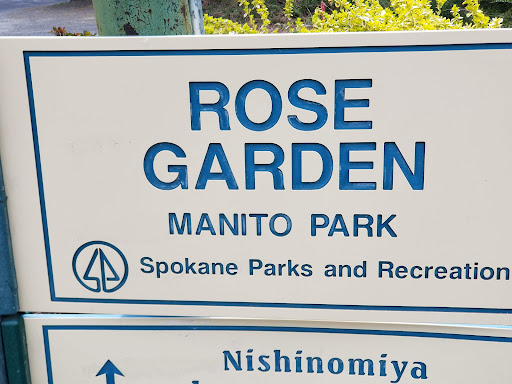 ROSE
GARDEN
MANITO PARK
Spokane Parks and Recreation
Nishinomiya